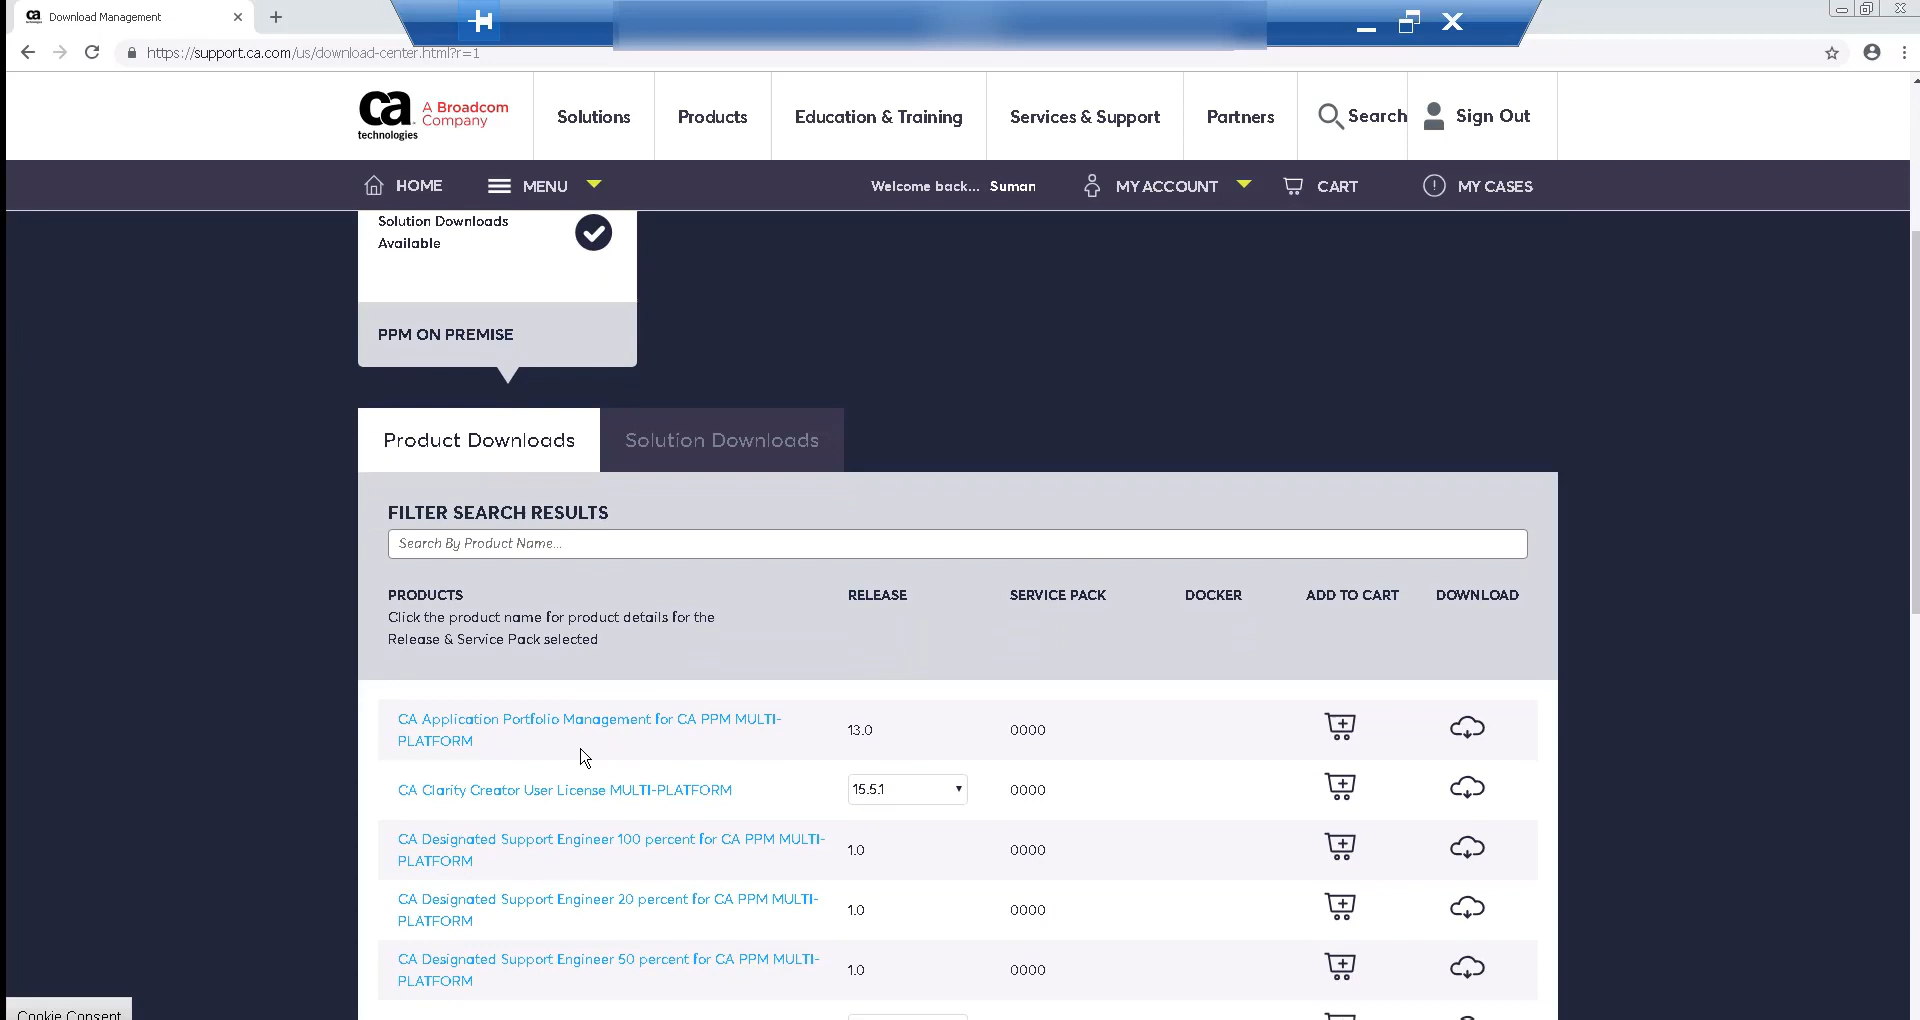 ca technologies Download Management
https://support.ca.com/us/download-center.html?r=1
ca technologies
A Broadcom
Company
Solutions
Products
Education & Training
Services & Support
Partners
Search
Sign Out
HOME
MENU
Welcome back... Suman
MY ACCOUNT
CART
MY CASES
Solution Downloads
Available
PPM ON PREMISE
Product Downloads
Solution Downloads
FILTER SEARCH RESULTS
Search By Product Name...
PRODUCTS RELEASE SERVICE PACK DOCKER ADD TO CART DOWNLOAD
Click the product name for product details for the
Release & Service Pack selected
CA Application Portfolio Management for CA PPM MULTI-
PLATFORM
13.0 0000
CA Clarity Creator User License MULTI-PLATFORM 15.5.1 0000
CA Designated Support Engineer 100 percent for CA PPM MULTI-
PLATFORM
1.0 0000
CA Designated Support Engineer 20 percent for CA PPM MULTI-
PLATFORM
1.0 0000
CA Designated Support Engineer 50 percent for CA PPM MULTI-
PLATFORM
1.0 0000
Cookie Consent